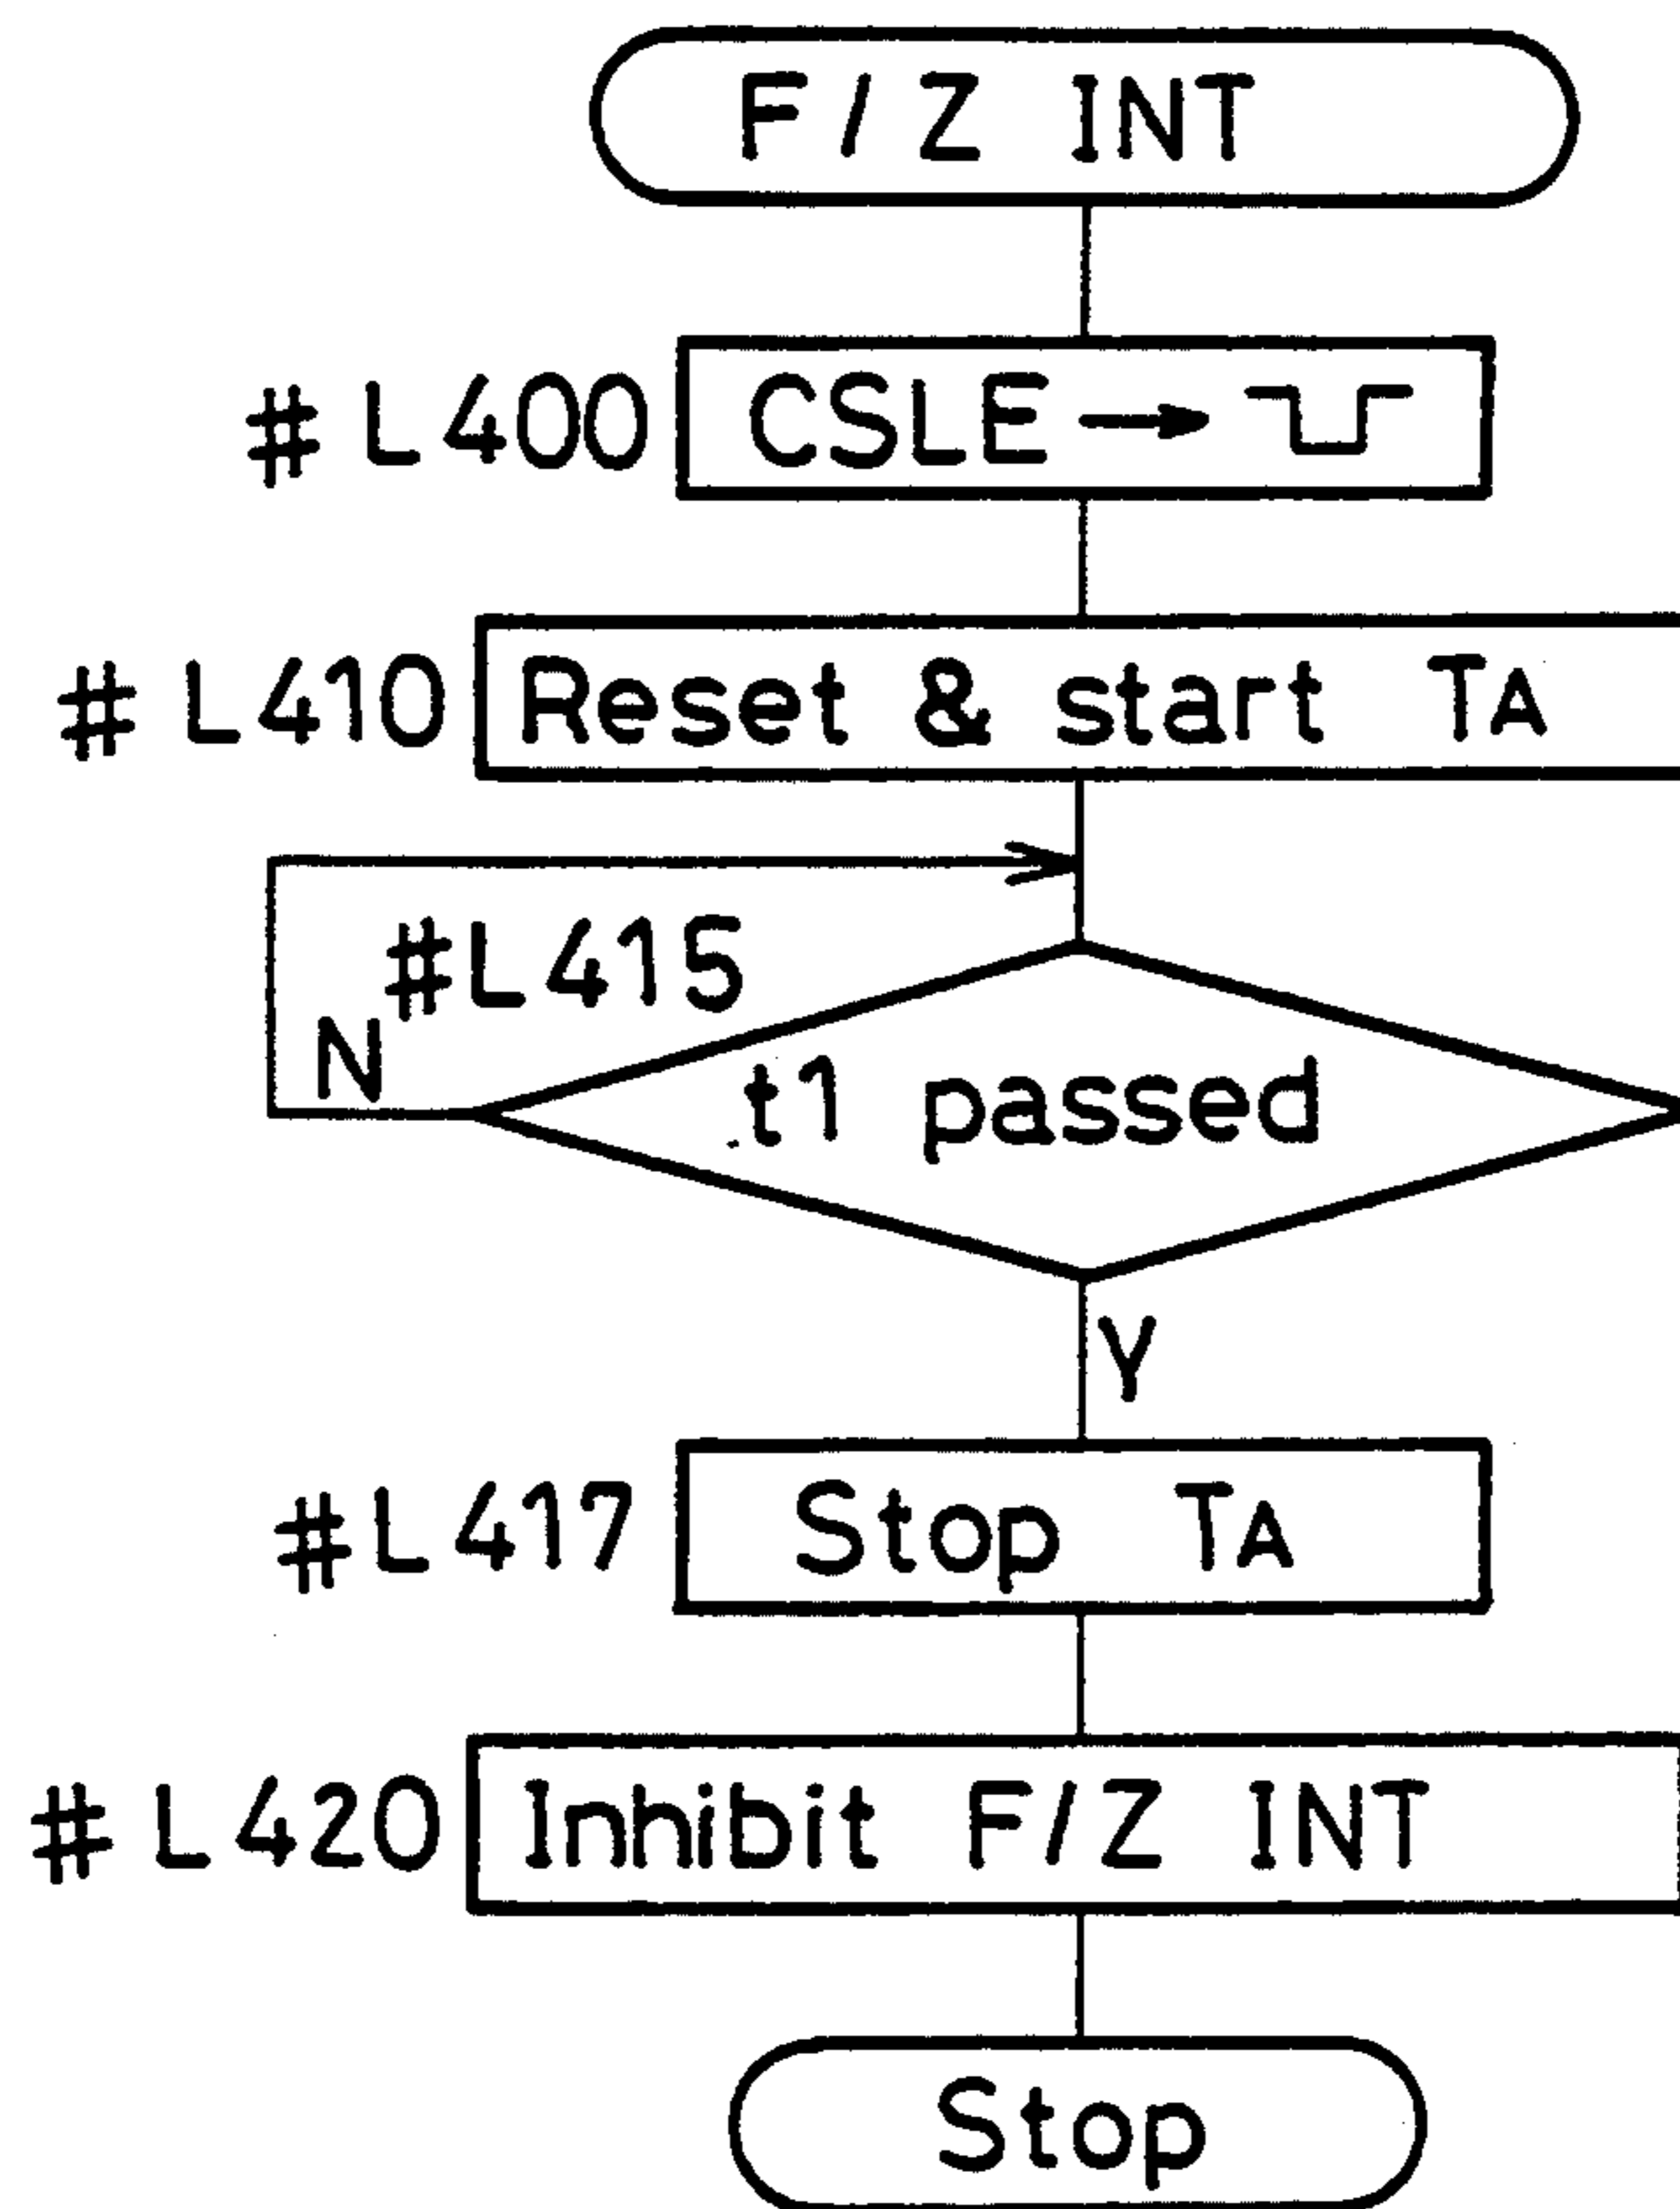 F/Z INT
#L400 CSLE →
#L410 Reset & start TA
#L415
N
t1 passed
Y
#L417 Stop TA
#L420 Inhibit F/Z INT
Stop